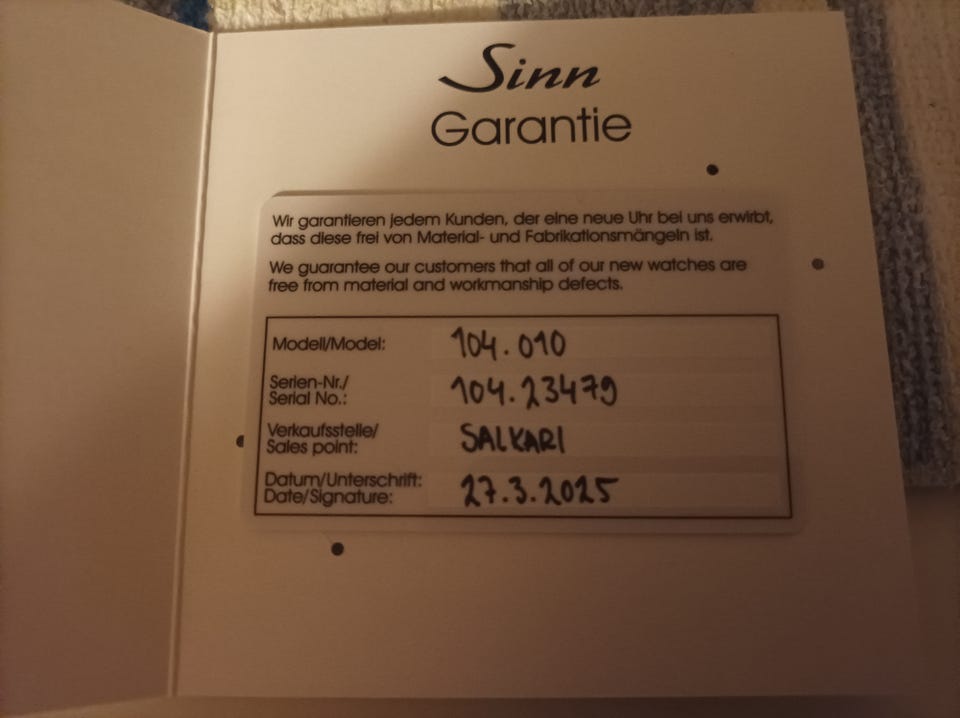 Sinn
Garantie
Wir garantieren jedem Kunden, der eine neue Uhr bei uns erwirbt,
dass diese frei von Material- und Fabrikationsmängeln ist.
We guarantee our customers that all of our new watches are
free from material and workmanship defects.
Modell/Model: 104.010
Serien-Nr./
Serial No.: 104.23479
Verkaufsstelle/
Sales point: SALKARI
Datum/Unterschrift:
Date/Signature: 27.3.2025